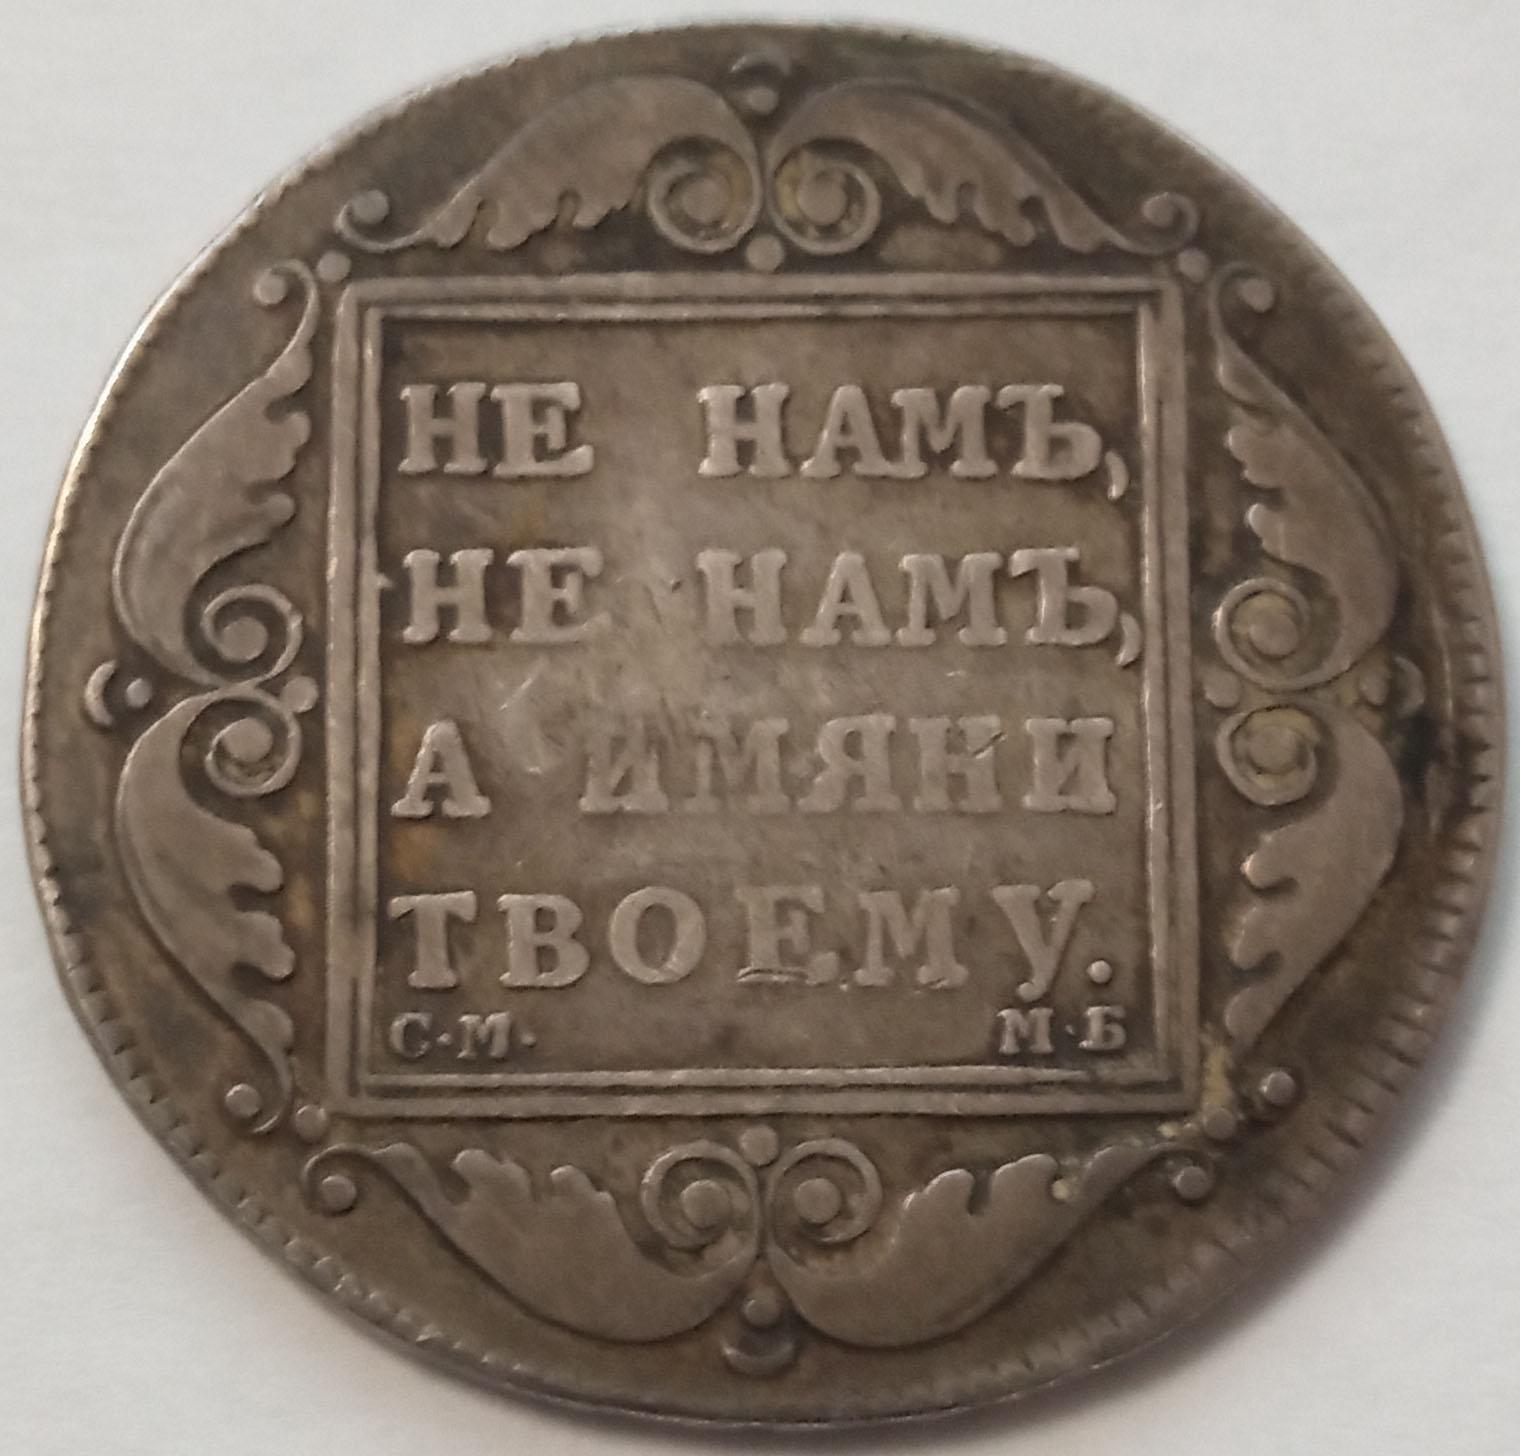 НЕ НАМЪ,
НЕ НАМЪ,
А ИМЯНИ
ТВОЕМУ.
С·М· М·Б